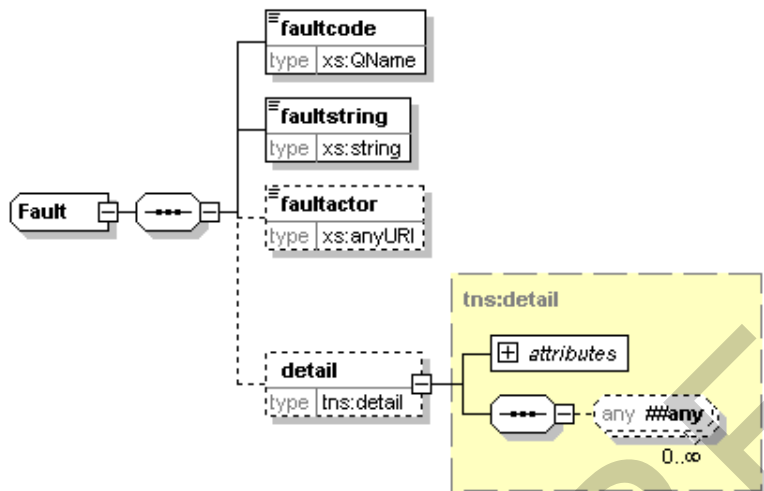 faultcode
type xs:QName
faultstring
type xs:string
Fault
faultactor
type xs:anyURI
tns:detail
attributes
detail
type tns:detail
any ##any
0..∞